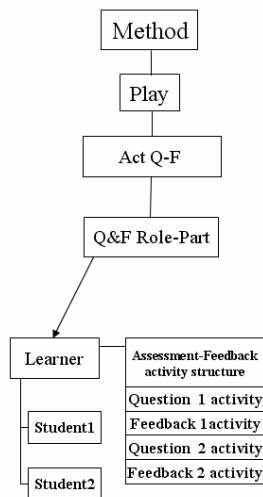 Method
Play
Act Q-F
Q&F Role-Part
Learner
Student1
Student2
Assessment-Feedback
activity structure
Question 1 activity
Feedback 1activity
Question 2 activity
Feedback 2 activity